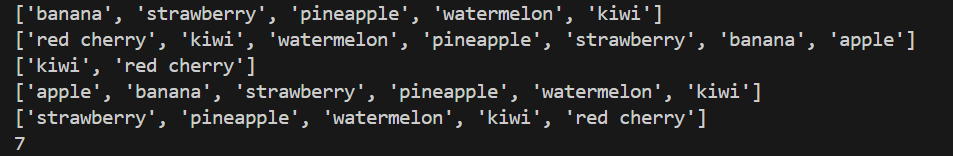 ['banana', 'strawberry', 'pineapple', 'watermelon', 'kiwi']
['red cherry', 'kiwi', 'watermelon', 'pineapple', 'strawberry', 'banana', 'apple']
['kiwi', 'red cherry']
['apple', 'banana', 'strawberry', 'pineapple', 'watermelon', 'kiwi']
['strawberry', 'pineapple', 'watermelon', 'kiwi', 'red cherry']
7